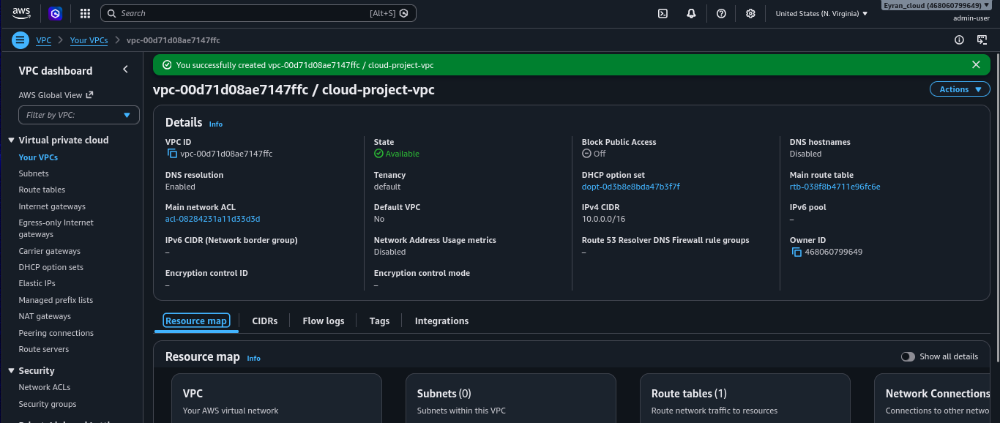 aws
Search
[Alt+S]
United States (N. Virginia)
Eyran_cloud (468060799649)
admin-user
VPC
Your VPCs
vpc-00d71d08ae7147ffc
VPC dashboard
AWS Global View
Filter by VPC:
Virtual private cloud
Your VPCs
Subnets
Route tables
Internet gateways
Egress-only Internet
gateways
Carrier gateways
DHCP option sets
Elastic IPs
Managed prefix lists
NAT gateways
Peering connections
Route servers
Security
Network ACLs
Security groups
You successfully created vpc-00d71d08ae7147ffc / cloud-project-vpc
vpc-00d71d08ae7147ffc / cloud-project-vpc
Actions
Details Info
VPC ID
vpc-00d71d08ae7147ffc
State
Available
Block Public Access
Off
DNS hostnames
Disabled
DNS resolution
Enabled
Tenancy
default
DHCP option set
dopt-0d3b8e8bda47b3f7f
Main route table
rtb-038f8b4711e96fc6e
Main network ACL
acl-08284231a11d33d3d
Default VPC
No
IPv4 CIDR
10.0.0.0/16
IPv6 pool
–
IPv6 CIDR (Network border group)
–
Network Address Usage metrics
Disabled
Route 53 Resolver DNS Firewall rule groups
–
Owner ID
468060799649
Encryption control ID
–
Encryption control mode
–
Resource map
CIDRs
Flow logs
Tags
Integrations
Resource map Info
Show all details
VPC
Your AWS virtual network
Subnets (0)
Subnets within this VPC
Route tables (1)
Route network traffic to resources
Network Connections
Connections to other netwo